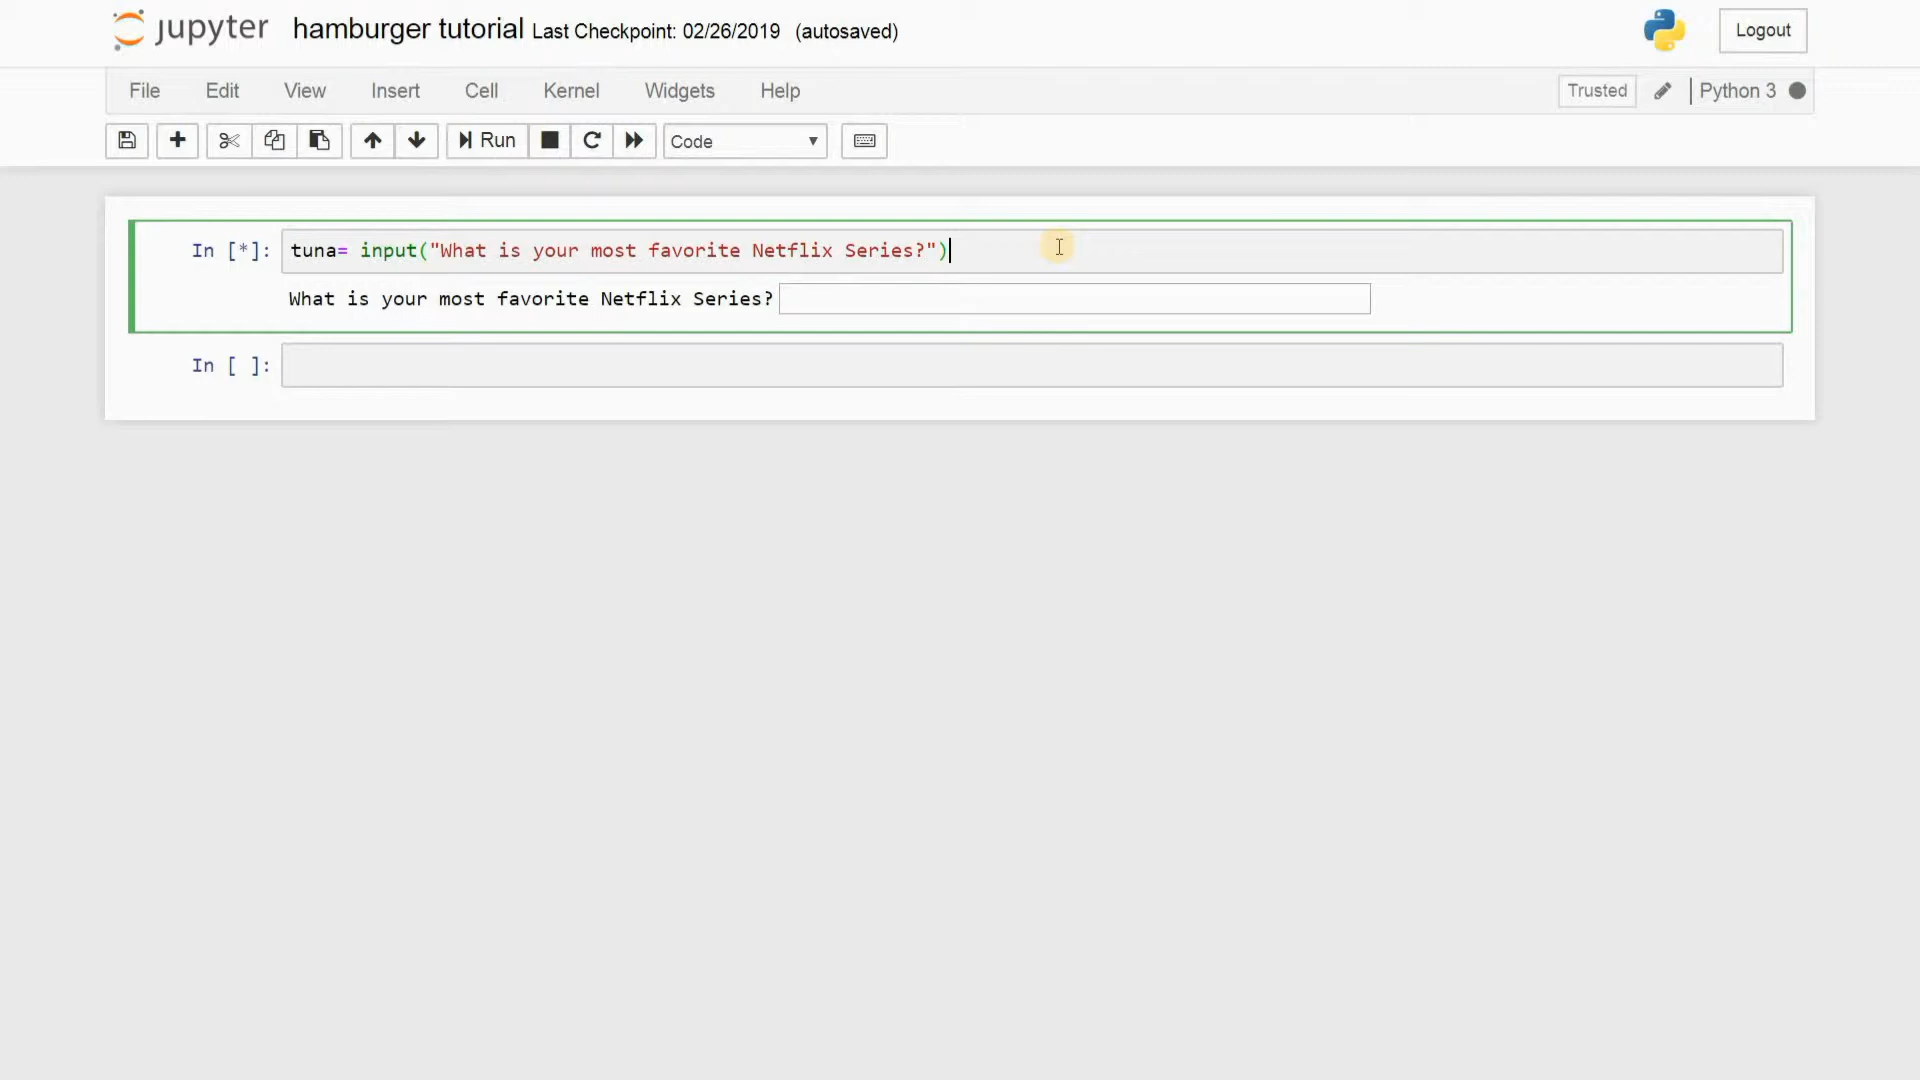 jupyter hamburger tutorial Last Checkpoint: 02/26/2019 (autosaved) Logout
File Edit View Insert Cell Kernel Widgets Help Trusted Python 3
Run Code
In [*]: tuna= input("What is your most favorite Netflix Series?")
What is your most favorite Netflix Series?
In [ ]: